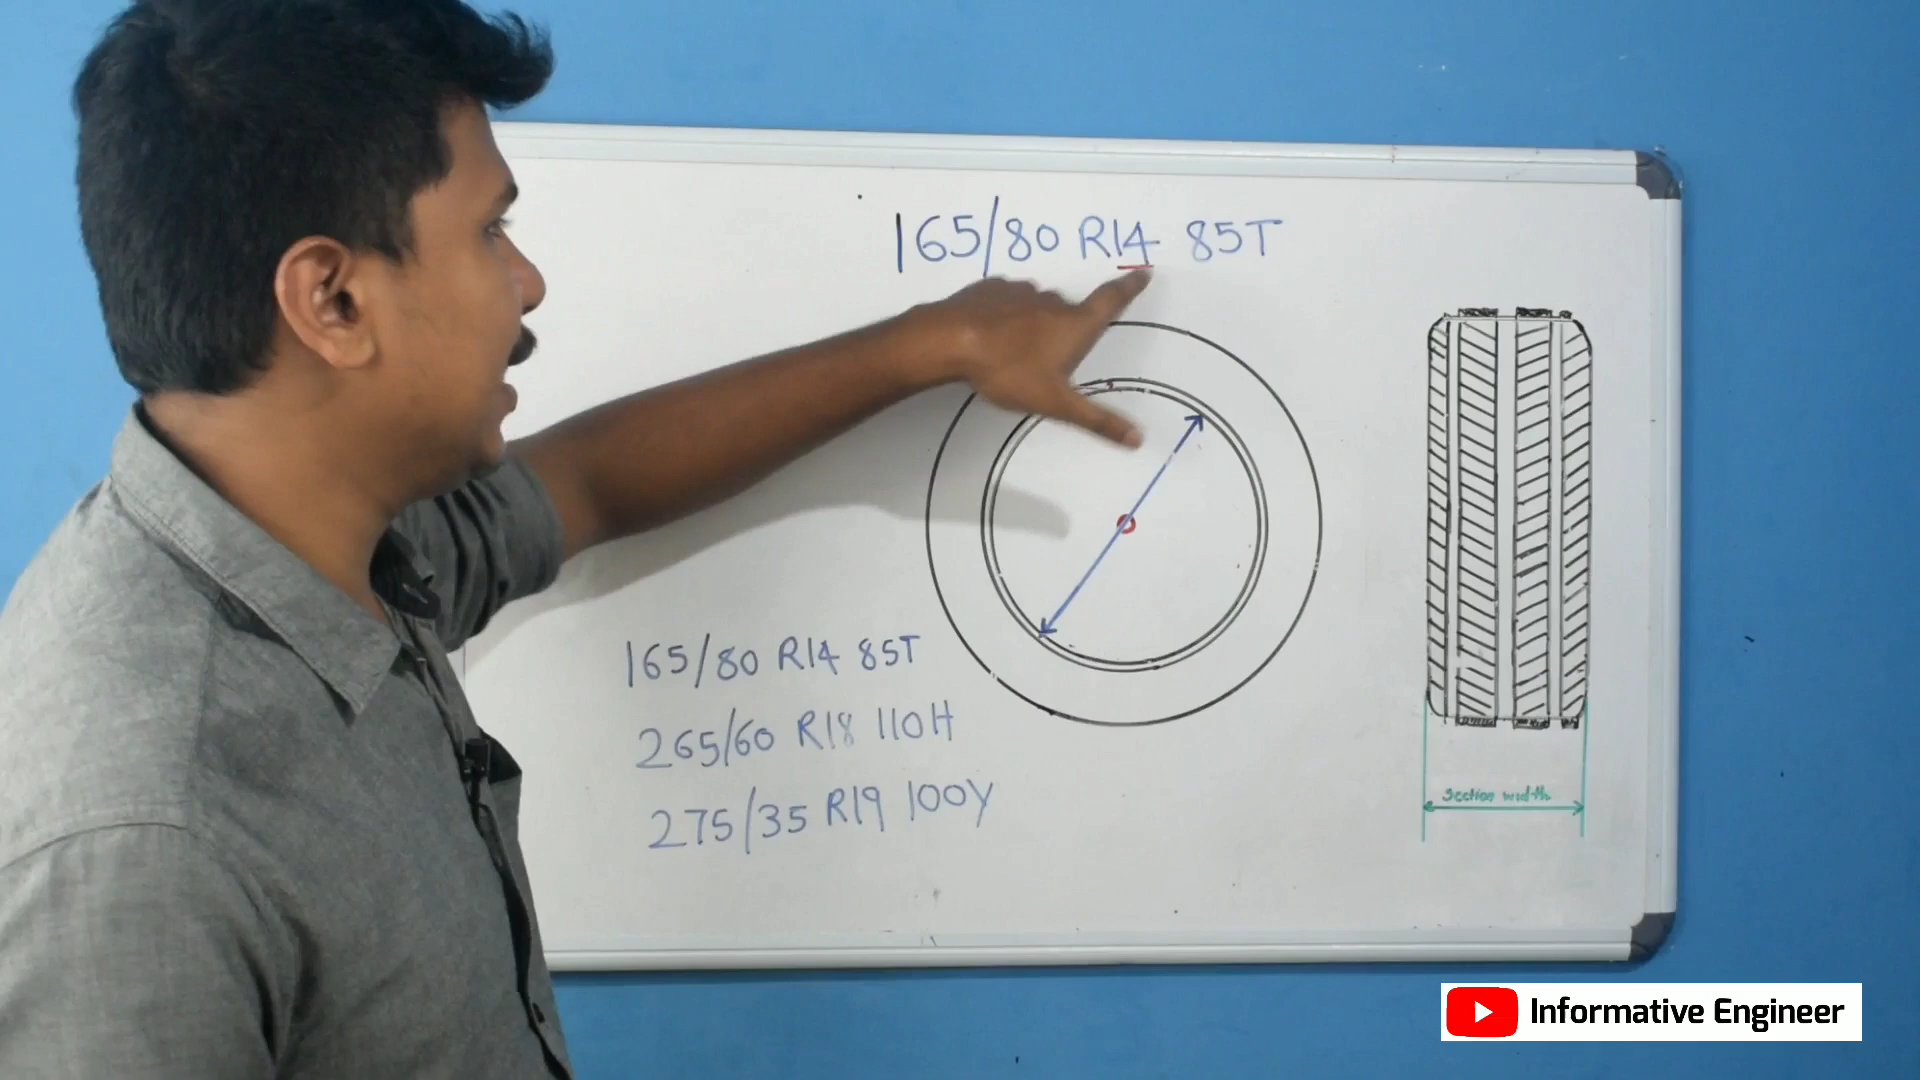 165/80 R14 85T
165/80 R14 85T
265/60 R18 110H
275/35 R19 100Y
Section width
Informative Engineer